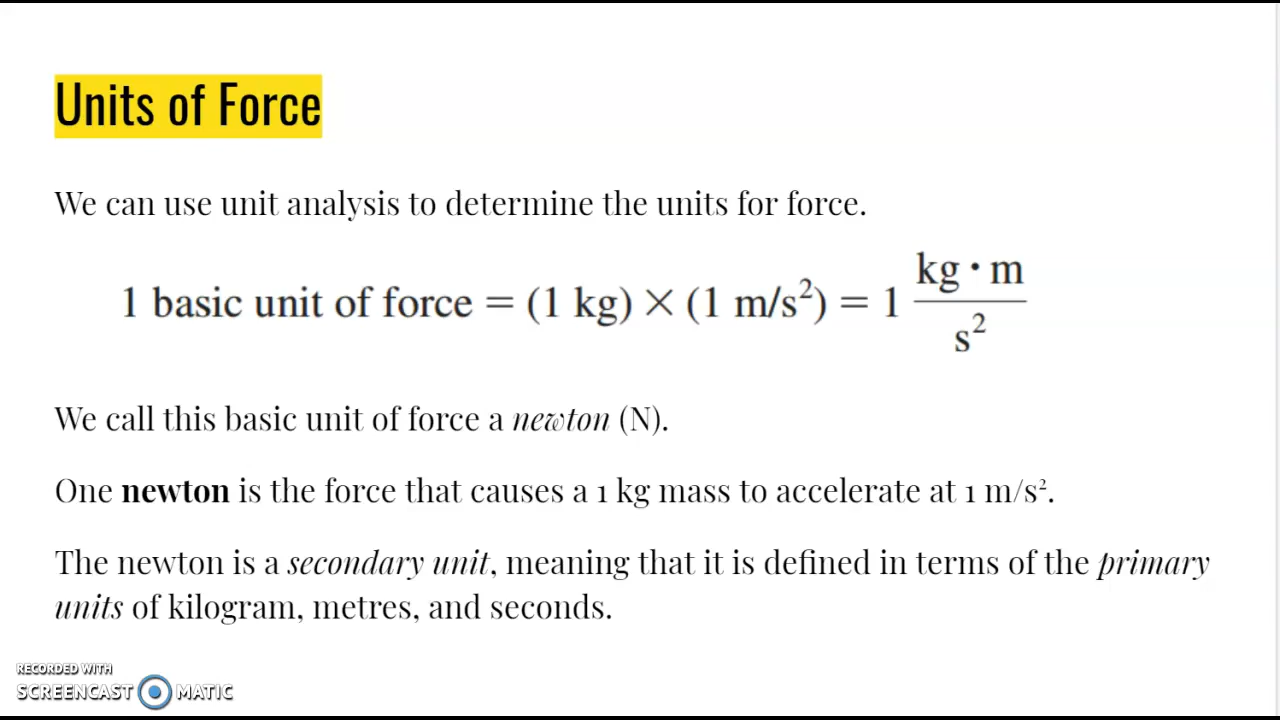 Units of Force
We can use unit analysis to determine the units for force.
1 basic unit of force = (1 kg) × (1 m/s²) = 1 kg • m / s²
We call this basic unit of force a newton (N).
One newton is the force that causes a 1 kg mass to accelerate at 1 m/s².
The newton is a secondary unit, meaning that it is defined in terms of the primary
units of kilogram, metres, and seconds.
RECORDED WITH
SCREENCAST MATIC